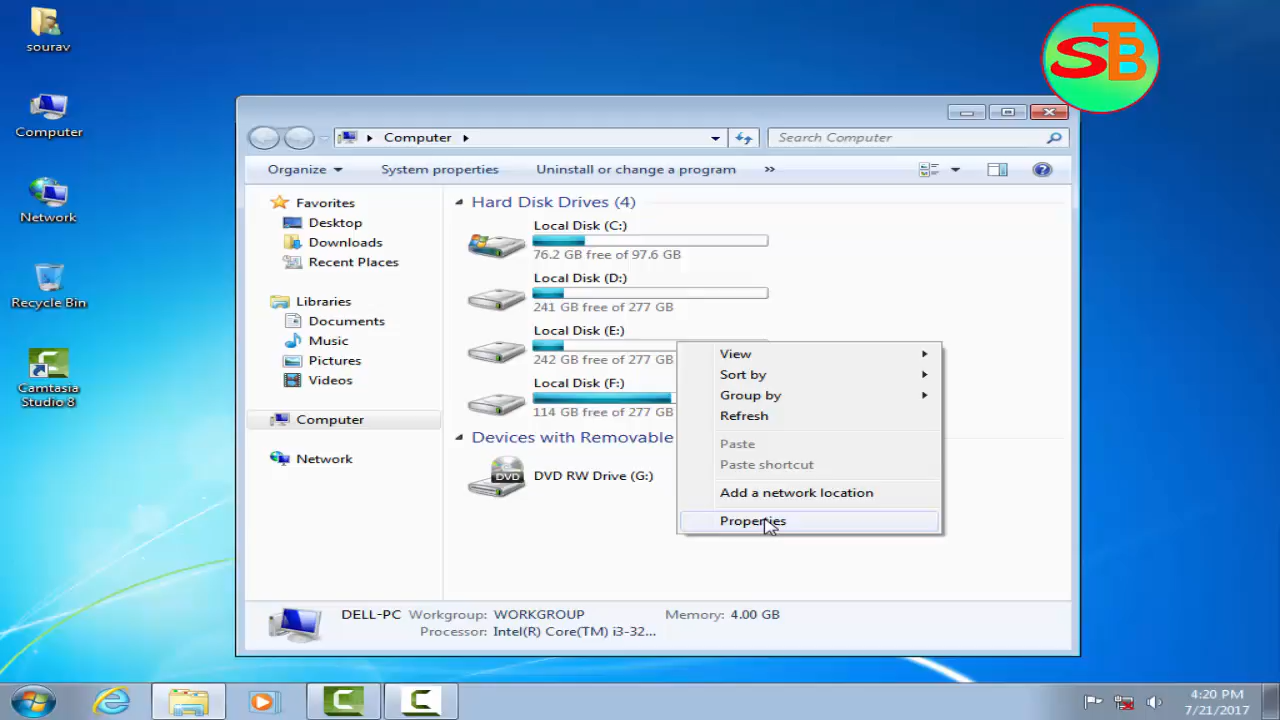 sourav
Computer
Network
Recycle Bin
Camtasia
Studio 8
STB
Computer
Search Computer
Organize
System properties
Uninstall or change a program
»
Favorites
Desktop
Downloads
Recent Places
Libraries
Documents
Music
Pictures
Videos
Computer
Network
Hard Disk Drives (4)
Local Disk (C:)
76.2 GB free of 97.6 GB
Local Disk (D:)
241 GB free of 277 GB
Local Disk (E:)
242 GB free of 277 GB
Local Disk (F:)
114 GB free of 277 GB
Devices with Removable
DVD
DVD RW Drive (G:)
View
Sort by
Group by
Refresh
Paste
Paste shortcut
Add a network location
Properties
DELL-PC Workgroup: WORKGROUP Memory: 4.00 GB
Processor: Intel(R) Core(TM) i3-32...
4:20 PM
7/21/2017